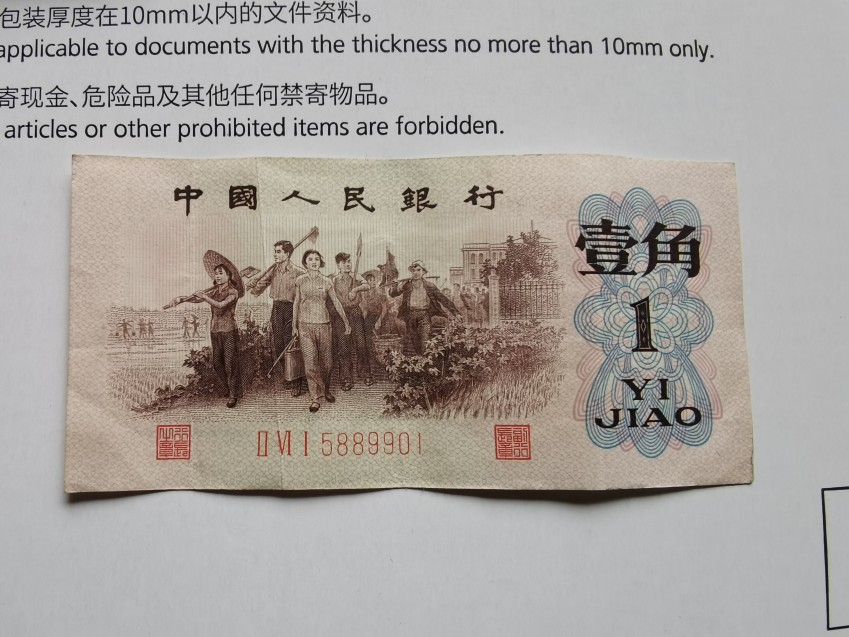 包装厚度在10mm以内的文件资料。
applicable to documents with the thickness no more than 10mm only.
寄现金、危险品及其他任何禁寄物品。
articles or other prohibited items are forbidden.
中國人民銀行
壹角
1
YI
JIAO
ⅡⅥⅠ5889901